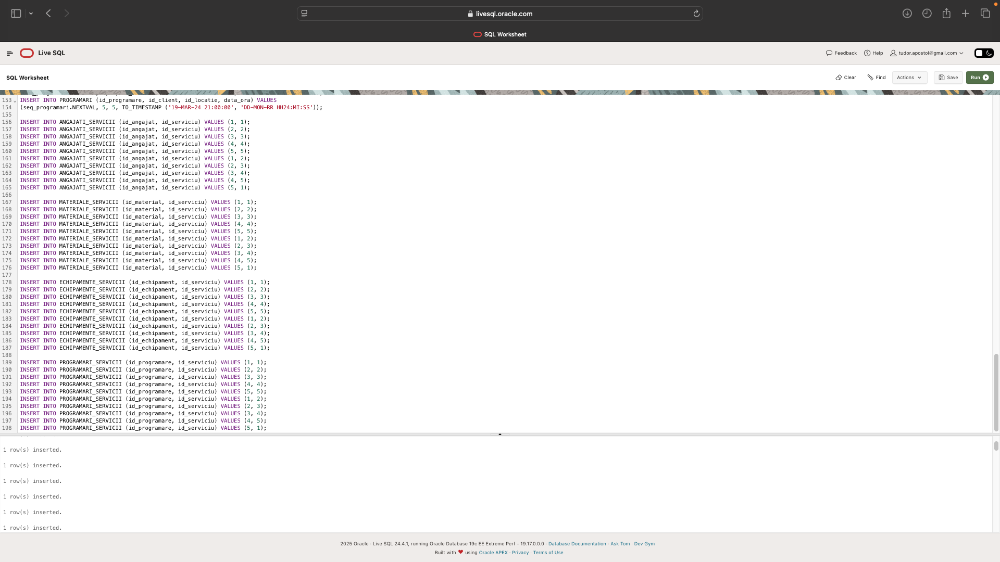 livesql.oracle.com
SQL Worksheet
Live SQL
Feedback Help tudor.apostol@gmail.com
SQL Worksheet
Clear Find Actions Save Run
153 INSERT INTO PROGRAMARI (id_programare, id_client, id_locatie, data_ora) VALUES
154 (seq_programari.NEXTVAL, 5, 5, TO_TIMESTAMP ('19-MAR-24 21:00:00', 'DD-MON-RR HH24:MI:SS'));
155
156 INSERT INTO ANGAJATI_SERVICII (id_angajat, id_serviciu) VALUES (1, 1);
157 INSERT INTO ANGAJATI_SERVICII (id_angajat, id_serviciu) VALUES (2, 2);
158 INSERT INTO ANGAJATI_SERVICII (id_angajat, id_serviciu) VALUES (3, 3);
159 INSERT INTO ANGAJATI_SERVICII (id_angajat, id_serviciu) VALUES (4, 4);
160 INSERT INTO ANGAJATI_SERVICII (id_angajat, id_serviciu) VALUES (5, 5);
161 INSERT INTO ANGAJATI_SERVICII (id_angajat, id_serviciu) VALUES (1, 2);
162 INSERT INTO ANGAJATI_SERVICII (id_angajat, id_serviciu) VALUES (2, 3);
163 INSERT INTO ANGAJATI_SERVICII (id_angajat, id_serviciu) VALUES (3, 4);
164 INSERT INTO ANGAJATI_SERVICII (id_angajat, id_serviciu) VALUES (4, 5);
165 INSERT INTO ANGAJATI_SERVICII (id_angajat, id_serviciu) VALUES (5, 1);
166
167 INSERT INTO MATERIALE_SERVICII (id_material, id_serviciu) VALUES (1, 1);
168 INSERT INTO MATERIALE_SERVICII (id_material, id_serviciu) VALUES (2, 2);
169 INSERT INTO MATERIALE_SERVICII (id_material, id_serviciu) VALUES (3, 3);
170 INSERT INTO MATERIALE_SERVICII (id_material, id_serviciu) VALUES (4, 4);
171 INSERT INTO MATERIALE_SERVICII (id_material, id_serviciu) VALUES (5, 5);
172 INSERT INTO MATERIALE_SERVICII (id_material, id_serviciu) VALUES (1, 2);
173 INSERT INTO MATERIALE_SERVICII (id_material, id_serviciu) VALUES (2, 3);
174 INSERT INTO MATERIALE_SERVICII (id_material, id_serviciu) VALUES (3, 4);
175 INSERT INTO MATERIALE_SERVICII (id_material, id_serviciu) VALUES (4, 5);
176 INSERT INTO MATERIALE_SERVICII (id_material, id_serviciu) VALUES (5, 1);
177
178 INSERT INTO ECHIPAMENTE_SERVICII (id_echipament, id_serviciu) VALUES (1, 1);
179 INSERT INTO ECHIPAMENTE_SERVICII (id_echipament, id_serviciu) VALUES (2, 2);
180 INSERT INTO ECHIPAMENTE_SERVICII (id_echipament, id_serviciu) VALUES (3, 3);
181 INSERT INTO ECHIPAMENTE_SERVICII (id_echipament, id_serviciu) VALUES (4, 4);
182 INSERT INTO ECHIPAMENTE_SERVICII (id_echipament, id_serviciu) VALUES (5, 5);
183 INSERT INTO ECHIPAMENTE_SERVICII (id_echipament, id_serviciu) VALUES (1, 2);
184 INSERT INTO ECHIPAMENTE_SERVICII (id_echipament, id_serviciu) VALUES (2, 3);
185 INSERT INTO ECHIPAMENTE_SERVICII (id_echipament, id_serviciu) VALUES (3, 4);
186 INSERT INTO ECHIPAMENTE_SERVICII (id_echipament, id_serviciu) VALUES (4, 5);
187 INSERT INTO ECHIPAMENTE_SERVICII (id_echipament, id_serviciu) VALUES (5, 1);
188
189 INSERT INTO PROGRAMARI_SERVICII (id_programare, id_serviciu) VALUES (1, 1);
190 INSERT INTO PROGRAMARI_SERVICII (id_programare, id_serviciu) VALUES (2, 2);
191 INSERT INTO PROGRAMARI_SERVICII (id_programare, id_serviciu) VALUES (3, 3);
192 INSERT INTO PROGRAMARI_SERVICII (id_programare, id_serviciu) VALUES (4, 4);
193 INSERT INTO PROGRAMARI_SERVICII (id_programare, id_serviciu) VALUES (5, 5);
194 INSERT INTO PROGRAMARI_SERVICII (id_programare, id_serviciu) VALUES (1, 2);
195 INSERT INTO PROGRAMARI_SERVICII (id_programare, id_serviciu) VALUES (2, 3);
196 INSERT INTO PROGRAMARI_SERVICII (id_programare, id_serviciu) VALUES (3, 4);
197 INSERT INTO PROGRAMARI_SERVICII (id_programare, id_serviciu) VALUES (4, 5);
198 INSERT INTO PROGRAMARI_SERVICII (id_programare, id_serviciu) VALUES (5, 1);
1 row(s) inserted.
1 row(s) inserted.
1 row(s) inserted.
1 row(s) inserted.
1 row(s) inserted.
1 row(s) inserted.
2025 Oracle · Live SQL 24.4.1, running Oracle Database 19c EE Extreme Perf - 19.17.0.0.0 · Database Documentation · Ask Tom · Dev Gym
Built with ❤ using Oracle APEX · Privacy · Terms of Use